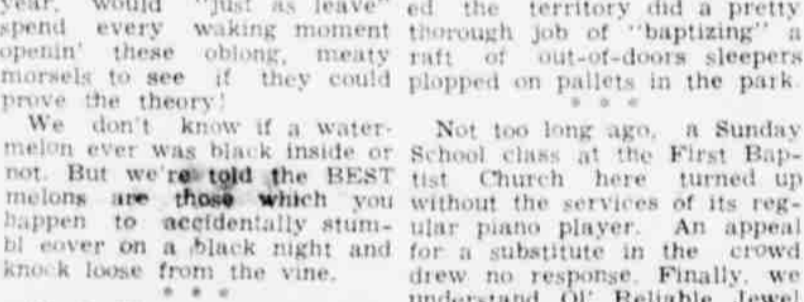 year, would "just as leave"
spend every waking moment
openin' these oblong, meaty
morsels to see if they could
prove the theory!
We don't know if a water-
melon ever was black inside or
not. But we're told the BEST
melons are those which you
happen to accidentally stum-
bl eover on a black night and
knock loose from the vine.
* * *
ed the territory did a pretty
thorough job of "baptizing" a
raft of out-of-doors sleepers
plopped on pallets in the park.
* * *
Not too long ago, a Sunday
School class at the First Bap-
tist Church here turned up
without the services of its reg-
ular piano player. An appeal
for a substitute in the crowd
drew no response. Finally, we
understand Ol' Reliable Jewel